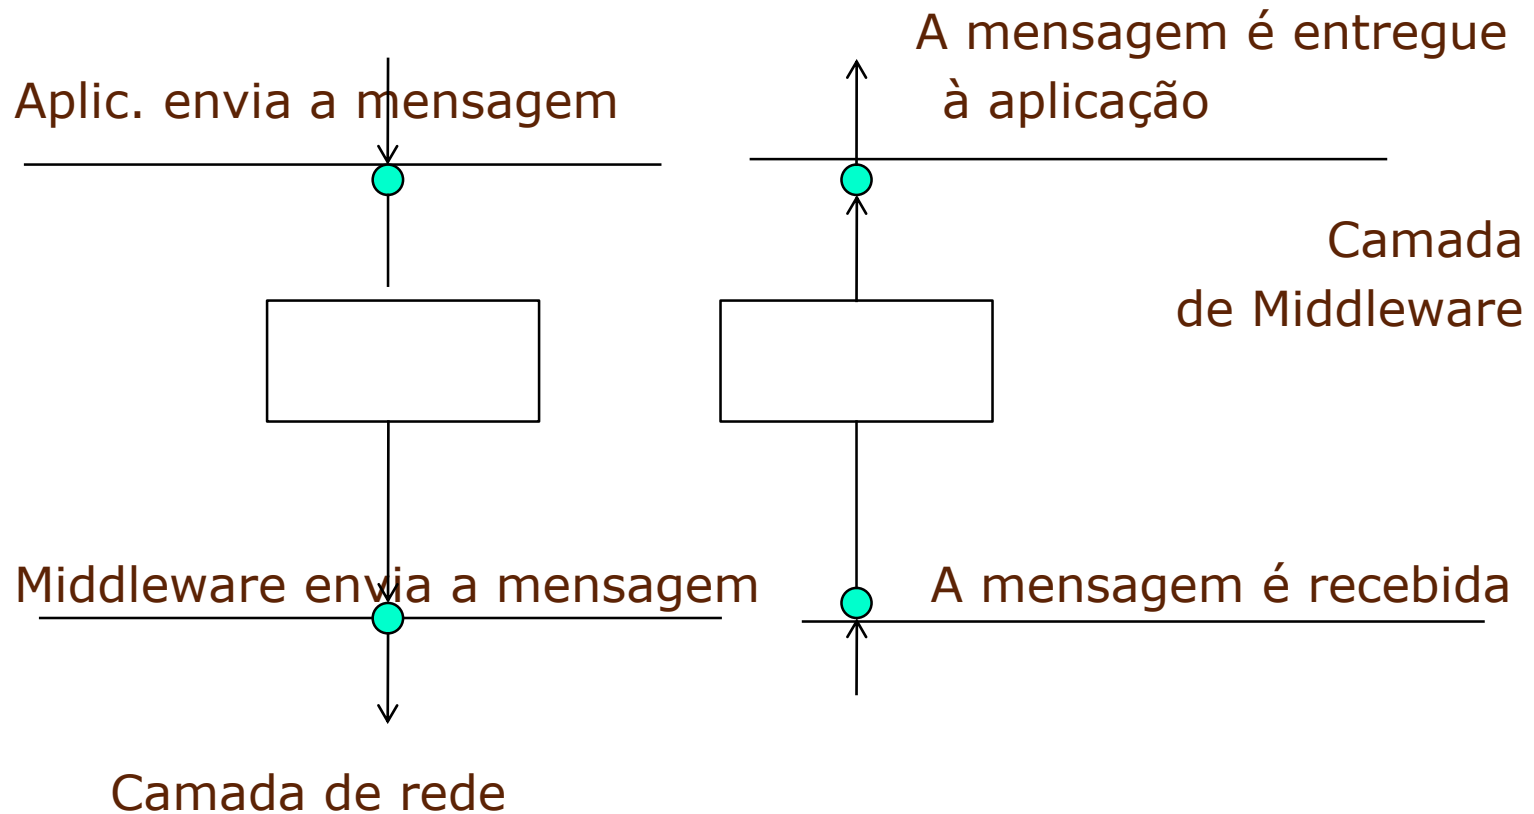 A mensagem é entregue
à aplicação
Aplic. envia a mensagem
Camada
de Middleware
Middleware envia a mensagem
A mensagem é recebida
Camada de rede